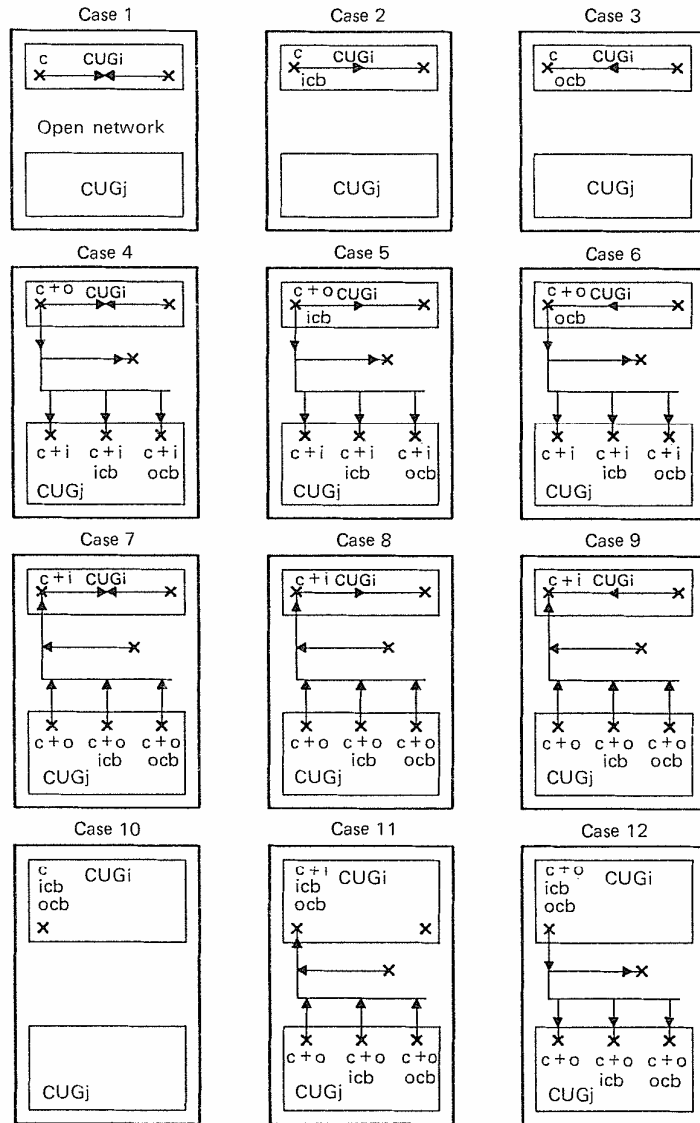 Case 1
Case 2
Case 3
c CUGi
Open network
CUGj
c CUGi
icb
CUGj
c CUGi
ocb
CUGj
Case 4
Case 5
Case 6
c+o CUGi
c+i c+i c+i
icb ocb
CUGj
c+o CUGi
icb
c+i c+i c+i
icb ocb
CUGj
c+o CUGi
ocb
c+i c+i c+i
icb ocb
CUGj
Case 7
Case 8
Case 9
c+i CUGi
c+o c+o c+o
icb ocb
CUGj
c+i CUGi
c+o c+o c+o
icb ocb
CUGj
c+i CUGi
c+o c+o c+o
icb ocb
CUGj
Case 10
Case 11
Case 12
c CUGi
icb
ocb
CUGj
c+i CUGi
icb
ocb
c+o c+o c+o
icb ocb
CUGj
c+o CUGi
icb
ocb
c+o c+o c+o
icb ocb
CUGj